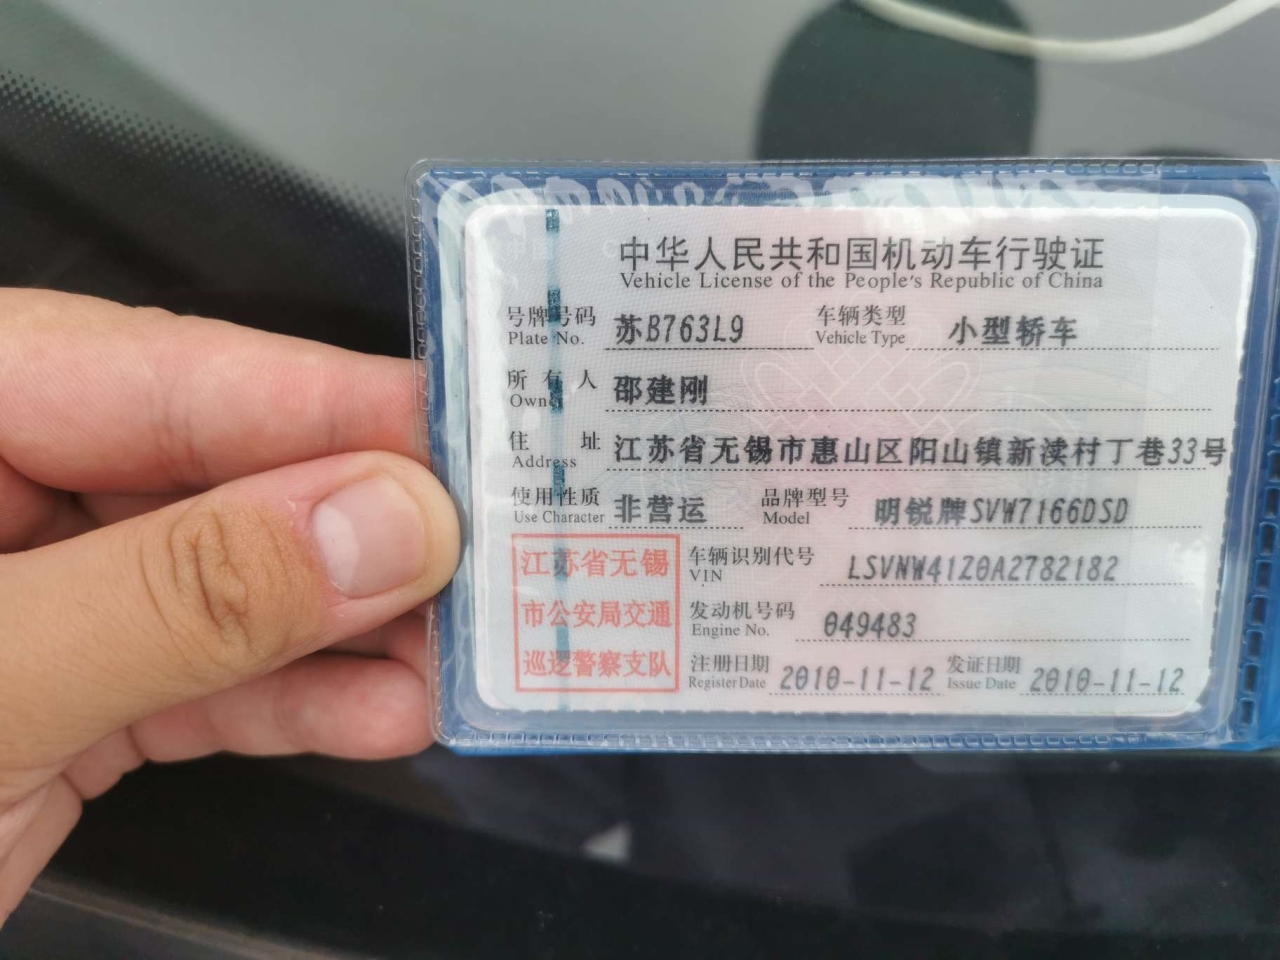 中华人民共和国机动车行驶证
Vehicle License of the People's Republic of China
号牌号码 苏B763L9 车辆类型 小型轿车
Plate No. Vehicle Type
所有人 邵建刚
Owner
住址 江苏省无锡市惠山区阳山镇新渎村丁巷33号
Address
使用性质 非营运 品牌型号 明锐牌SVW7166DSD
Use Character Model
江苏省无锡 车辆识别代号 LSVNW41Z0A2782182
VIN
市公安局交通 发动机号码 049483
Engine No.
巡逻警察支队 注册日期 2010-11-12 发证日期 2010-11-12
Register Date Issue Date